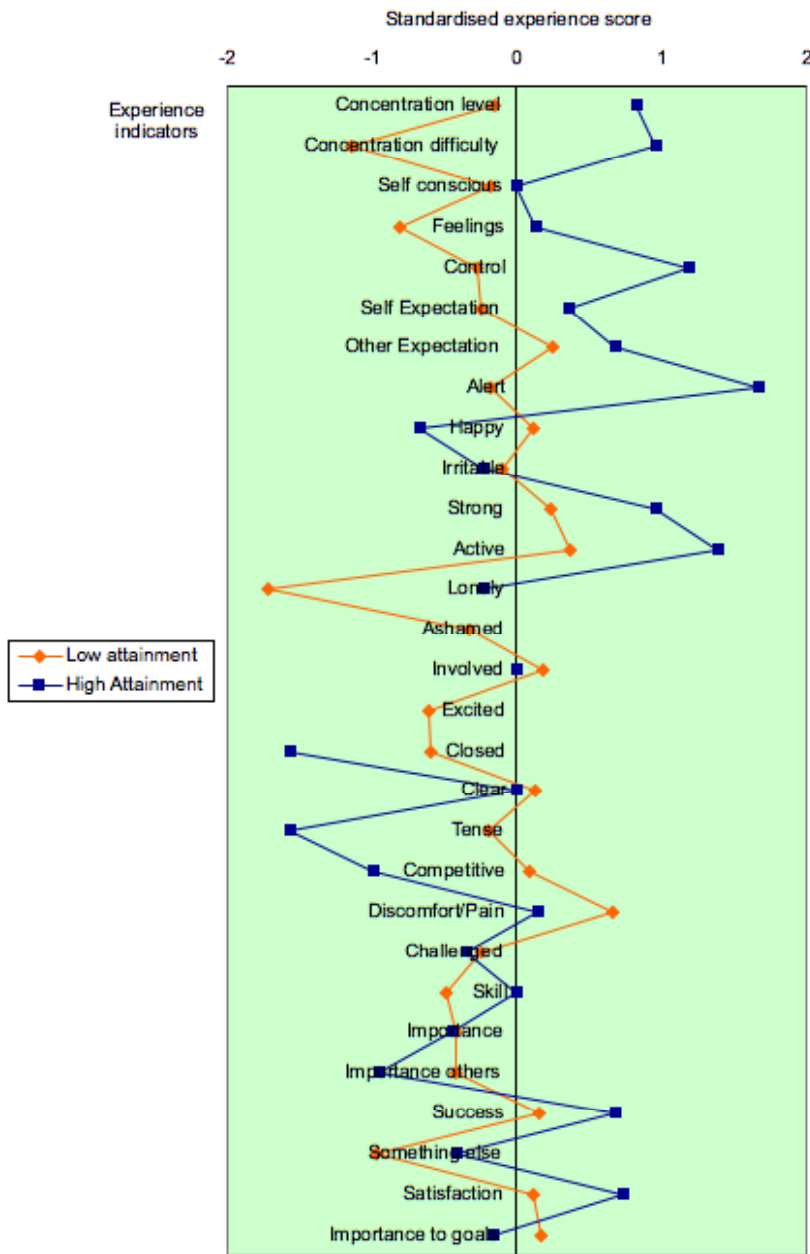 Standardised experience score
-2 -1 0 1 2
Experience
indicators
Concentration level
Concentration difficulty
Self conscious
Feelings
Control
Self Expectation
Other Expectation
Alert
Happy
Irritable
Strong
Active
Lonely
Ashamed
Low attainment
High Attainment
Involved
Excited
Closed
Clear
Tense
Competitive
Discomfort/Pain
Challenged
Skill
Importance
Importance others
Success
Something else
Satisfaction
Importance to goals